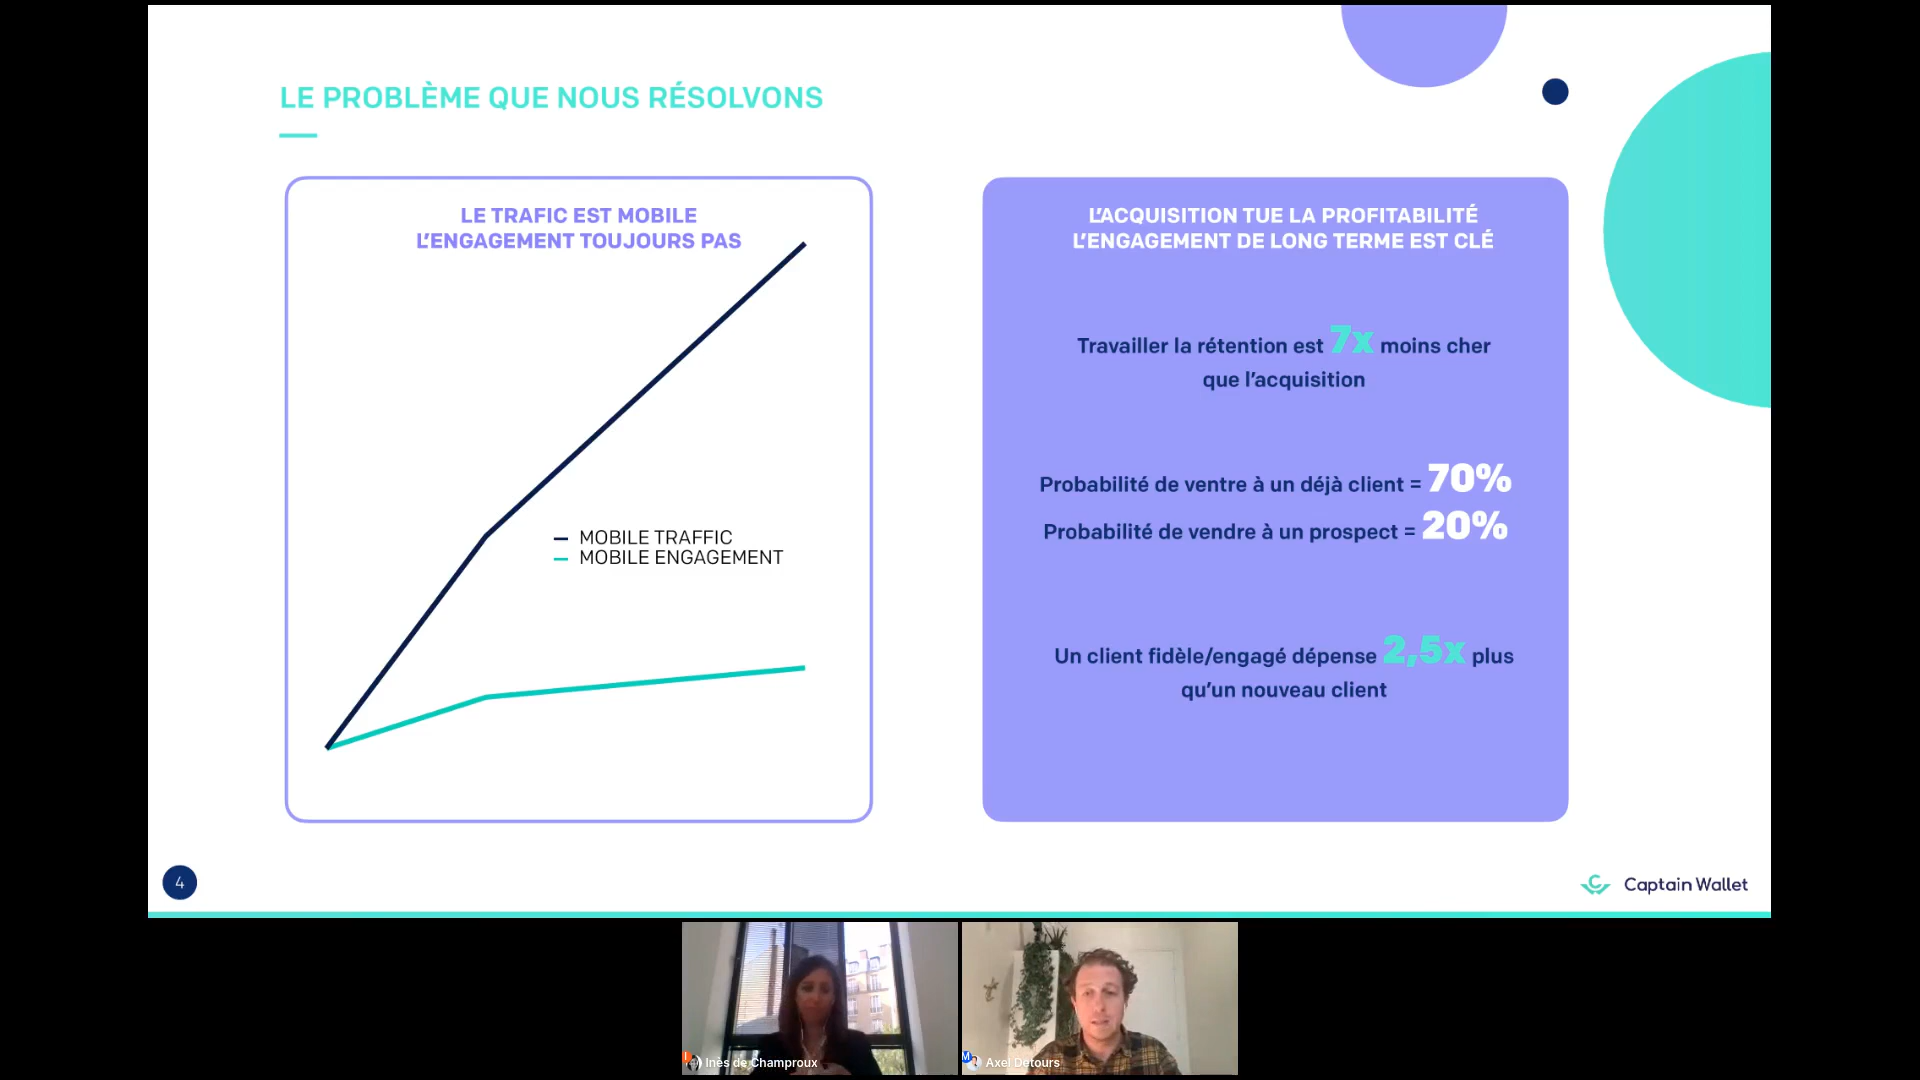 LE PROBLÈME QUE NOUS RÉSOLVONS
LE TRAFIC EST MOBILE
L'ENGAGEMENT TOUJOURS PAS
MOBILE TRAFFIC
MOBILE ENGAGEMENT
L'ACQUISITION TUE LA PROFITABILITÉ
L'ENGAGEMENT DE LONG TERME EST CLÉ
Travailler la rétention est 7x moins cher
que l'acquisition
Probabilité de ventre à un déjà client = 70%
Probabilité de vendre à un prospect = 20%
Un client fidèle/engagé dépense 2,5x plus
qu'un nouveau client
4
Captain Wallet
Inès de Champroux
Axel Détours